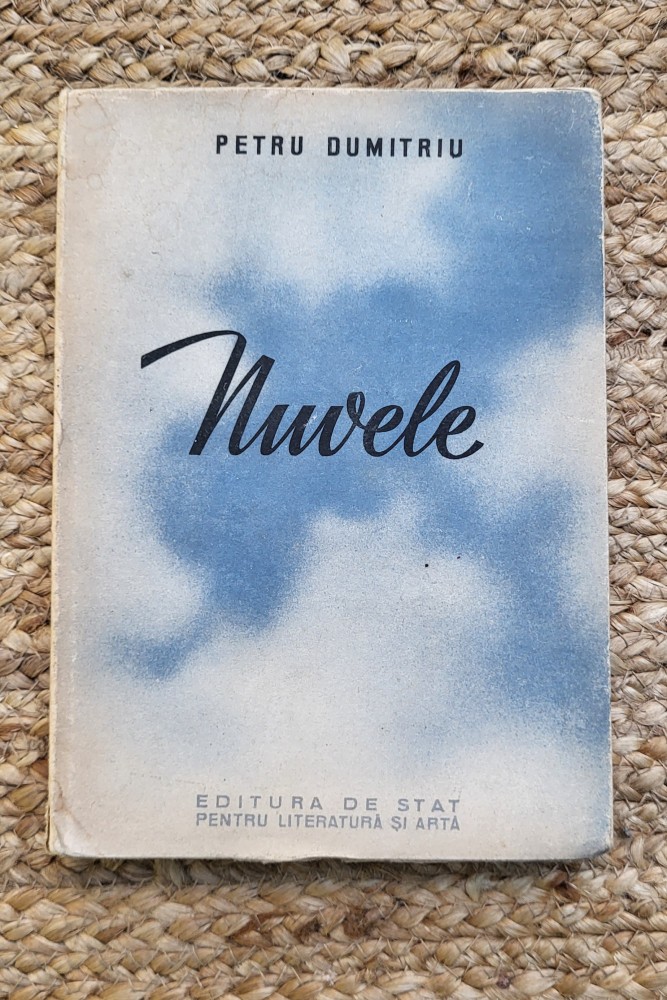 PETRU DUMITRIU
Nuvele
EDITURA DE STAT
PENTRU LITERATURĂ ȘI ARTĂ